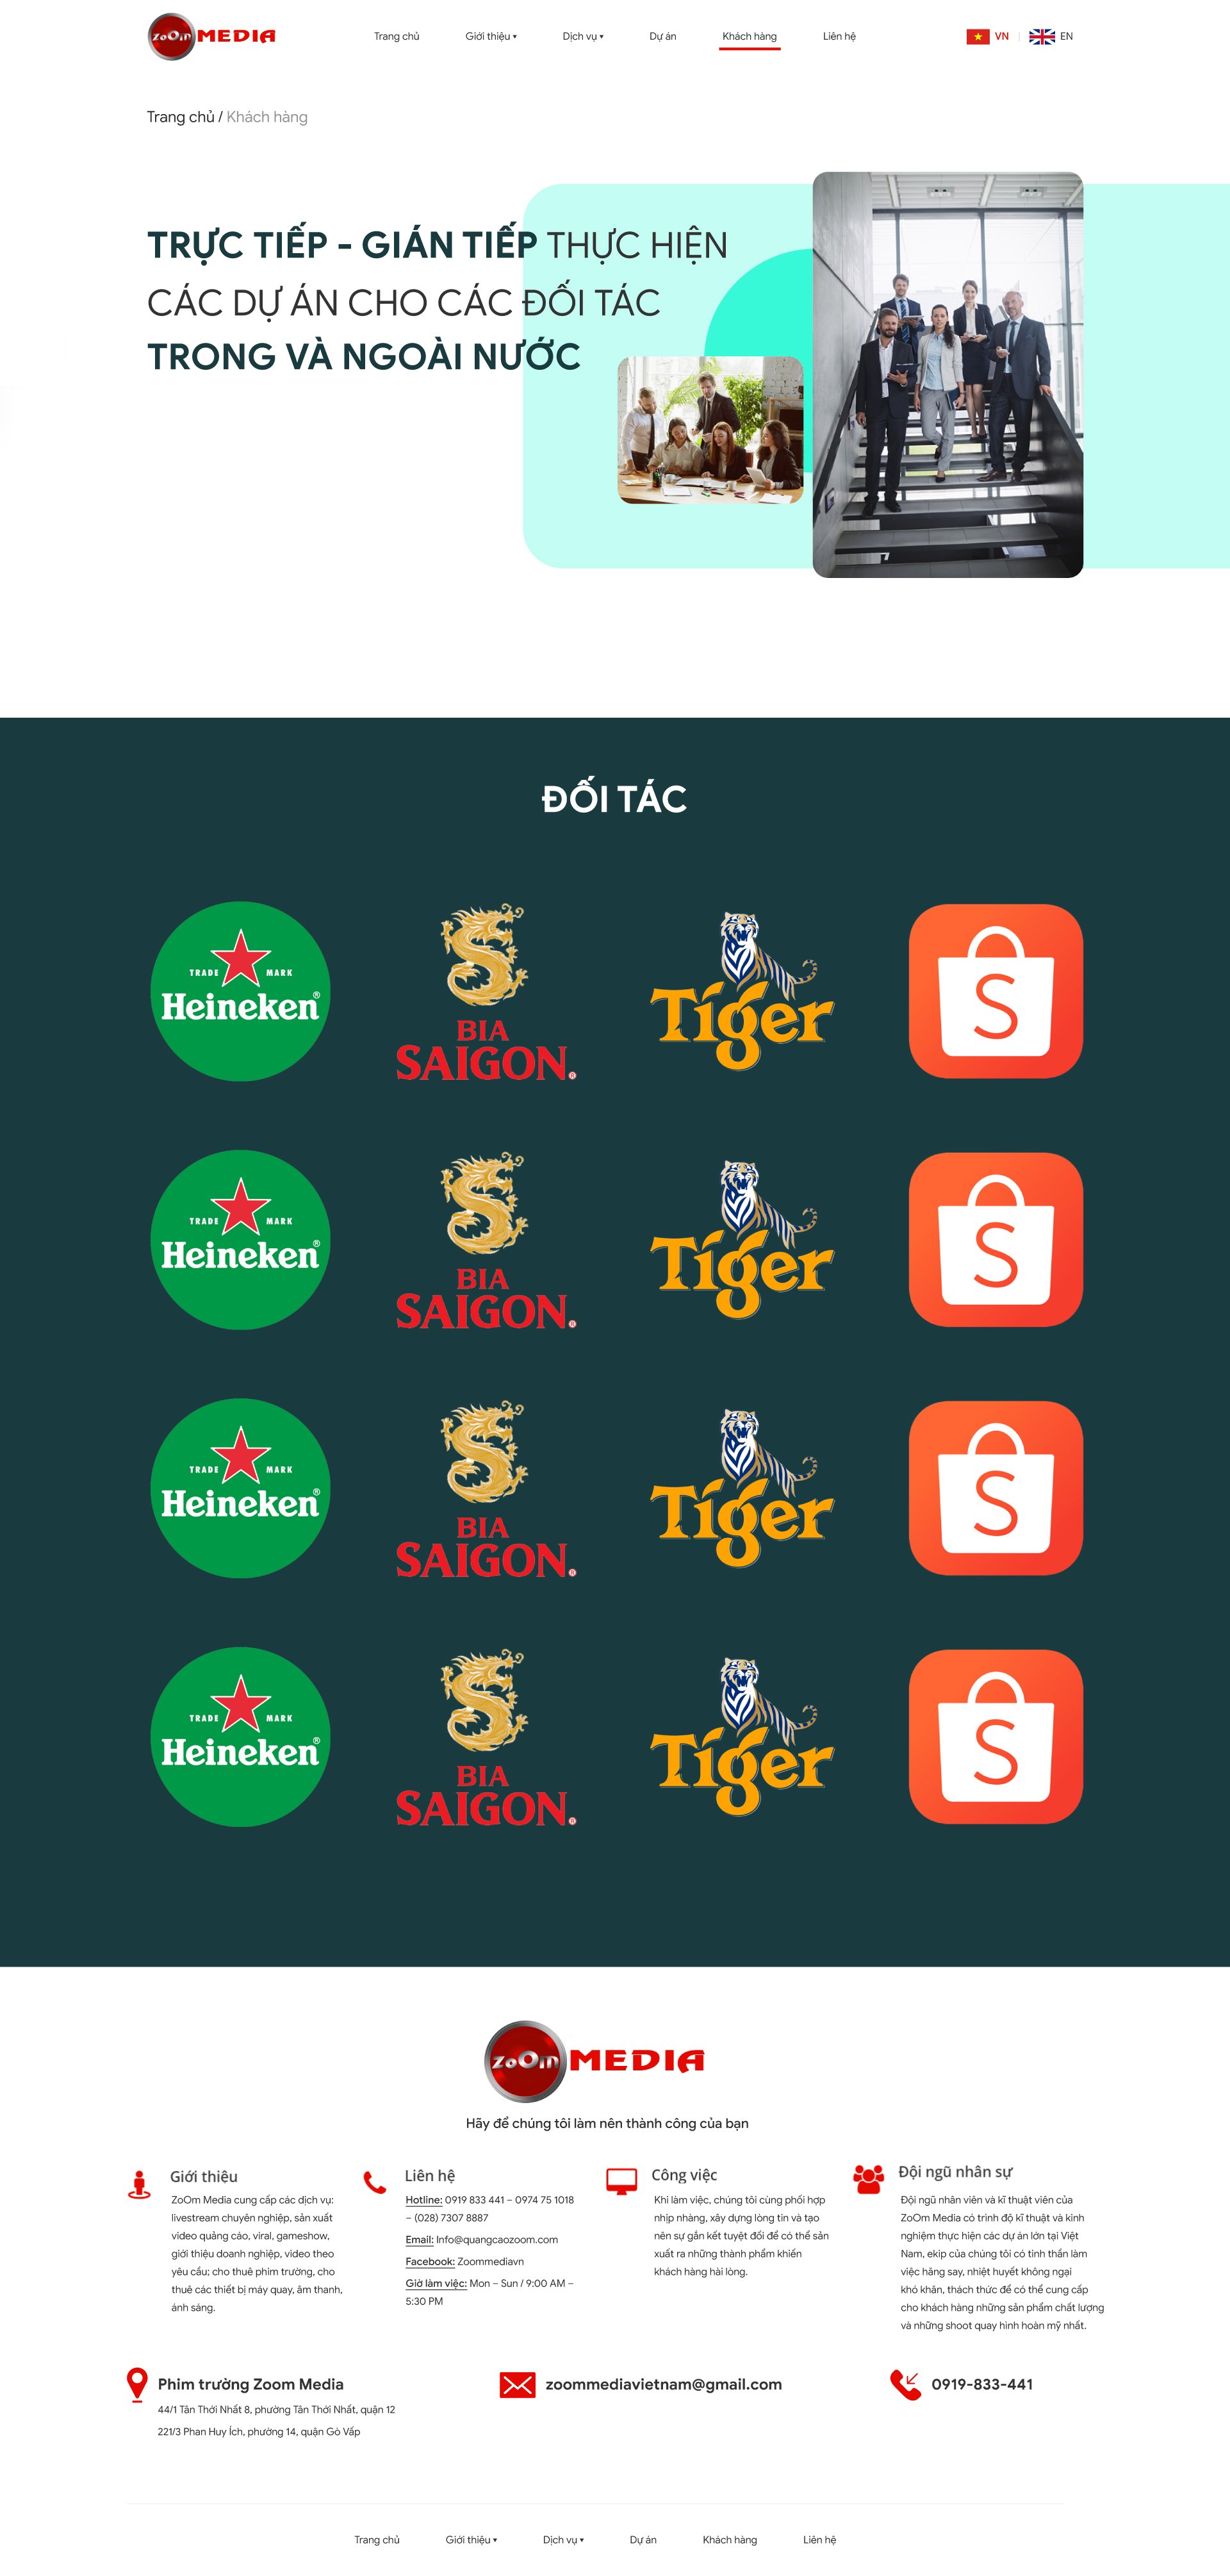 zoOm MEDIA
Trang chủ Giới thiệu ▾ Dịch vụ ▾ Dự án Khách hàng Liên hệ VN | EN
Trang chủ / Khách hàng
TRỰC TIẾP - GIÁN TIẾP THỰC HIỆN
CÁC DỰ ÁN CHO CÁC ĐỐI TÁC
TRONG VÀ NGOÀI NƯỚC
ĐỐI TÁC
TRADE MARK
Heineken®
BIA
SAIGON®
Tiger
S
TRADE MARK
Heineken®
BIA
SAIGON®
Tiger
S
TRADE MARK
Heineken®
BIA
SAIGON®
Tiger
S
TRADE MARK
Heineken®
BIA
SAIGON®
Tiger
S
zoOm MEDIA
Hãy để chúng tôi làm nên thành công của bạn
Giới thiệu
ZoOm Media cung cấp các dịch vụ:
livestream chuyên nghiệp, sản xuất
video quảng cáo, viral, gameshow,
giới thiệu doanh nghiệp, video theo
yêu cầu; cho thuê phim trường, cho
thuê các thiết bị máy quay, âm thanh,
ánh sáng.
Liên hệ
Hotline: 0919 833 441 – 0974 75 1018
– (028) 7307 8887
Email: Info@quangcaozoom.com
Facebook: Zoommediavn
Giờ làm việc: Mon – Sun / 9:00 AM –
5:30 PM
Công việc
Khi làm việc, chúng tôi cùng phối hợp
nhịp nhàng, xây dựng lòng tin và tạo
nên sự gắn kết tuyệt đối để có thể sản
xuất ra những thành phẩm khiến
khách hàng hài lòng.
Đội ngũ nhân sự
Đội ngũ nhân viên và kĩ thuật viên của
ZoOm Media có trình độ kĩ thuật và kinh
nghiệm thực hiện các dự án lớn tại Việt
Nam, ekip của chúng tôi có tinh thần làm
việc hăng say, nhiệt huyết không ngại
khó khăn, thách thức để có thể cung cấp
cho khách hàng những sản phẩm chất lượng
và những shoot quay hình hoàn mỹ nhất.
Phim trường Zoom Media
44/1 Tân Thới Nhất 8, phường Tân Thới Nhất, quận 12
221/3 Phan Huy Ích, phường 14, quận Gò Vấp
zoommediavietnam@gmail.com
0919-833-441
Trang chủ Giới thiệu ▾ Dịch vụ ▾ Dự án Khách hàng Liên hệ